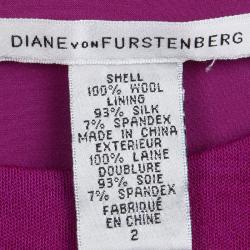 DIANE VON FURSTENBERG
SHELL
100% WOOL
LINING
93% SILK
7% SPANDEX
MADE IN CHINA
EXTERIEUR
100% LAINE
DOUBLURE
93% SOIE
7% SPANDEX
FABRIQUÉ
EN CHINE
2